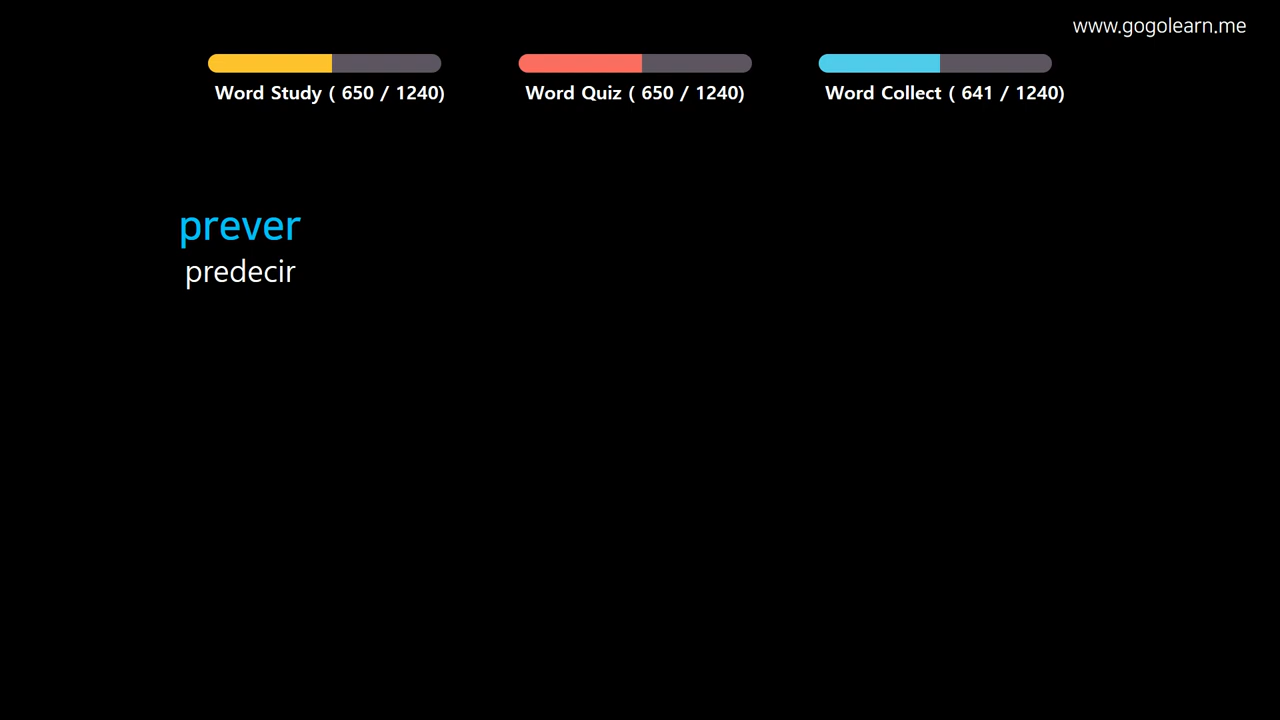 www.gogolearn.me
Word Study ( 650 / 1240)
Word Quiz ( 650 / 1240)
Word Collect ( 641 / 1240)
prever
predecir